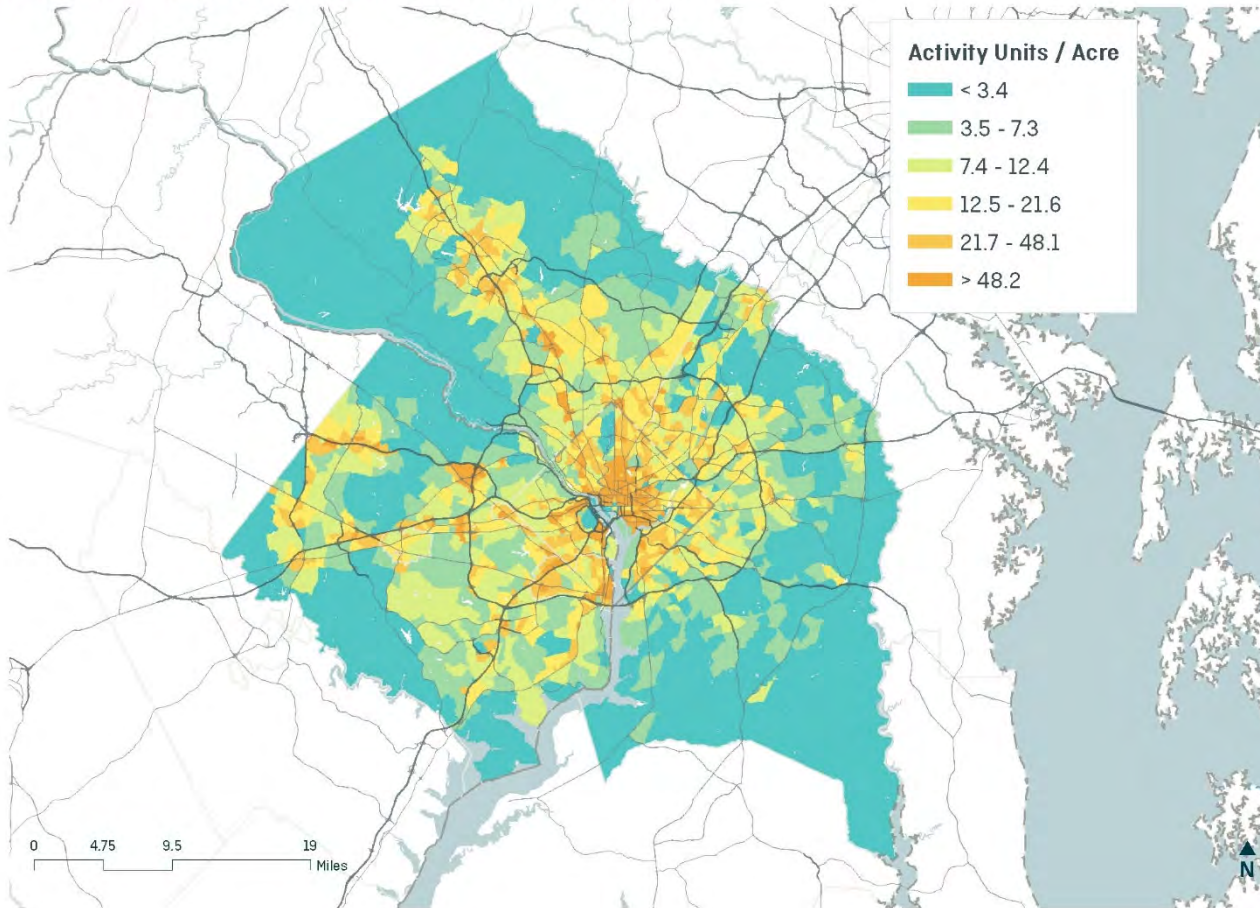 Activity Units / Acre
< 3.4
3.5 - 7.3
7.4 - 12.4
12.5 - 21.6
21.7 - 48.1
> 48.2
0 4.75 9.5 19
Miles
N